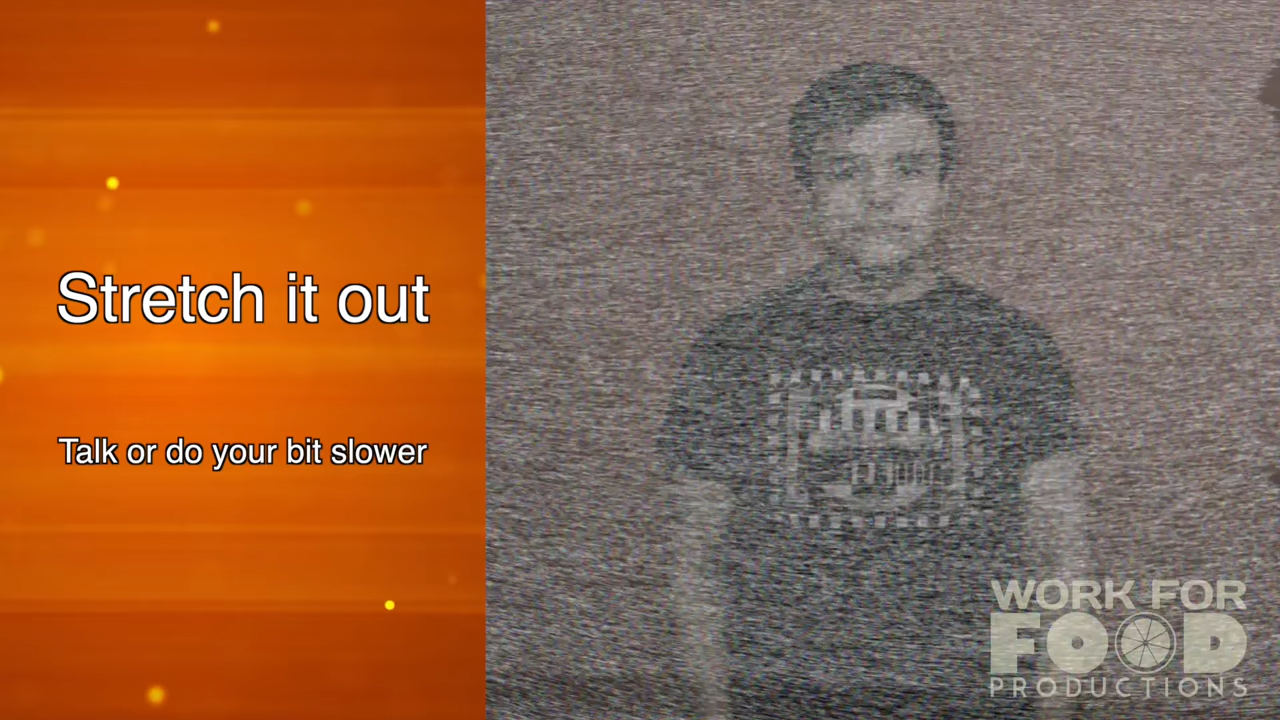 Stretch it out
Talk or do your bit slower
WORK FOR
FOOD
PRODUCTIONS